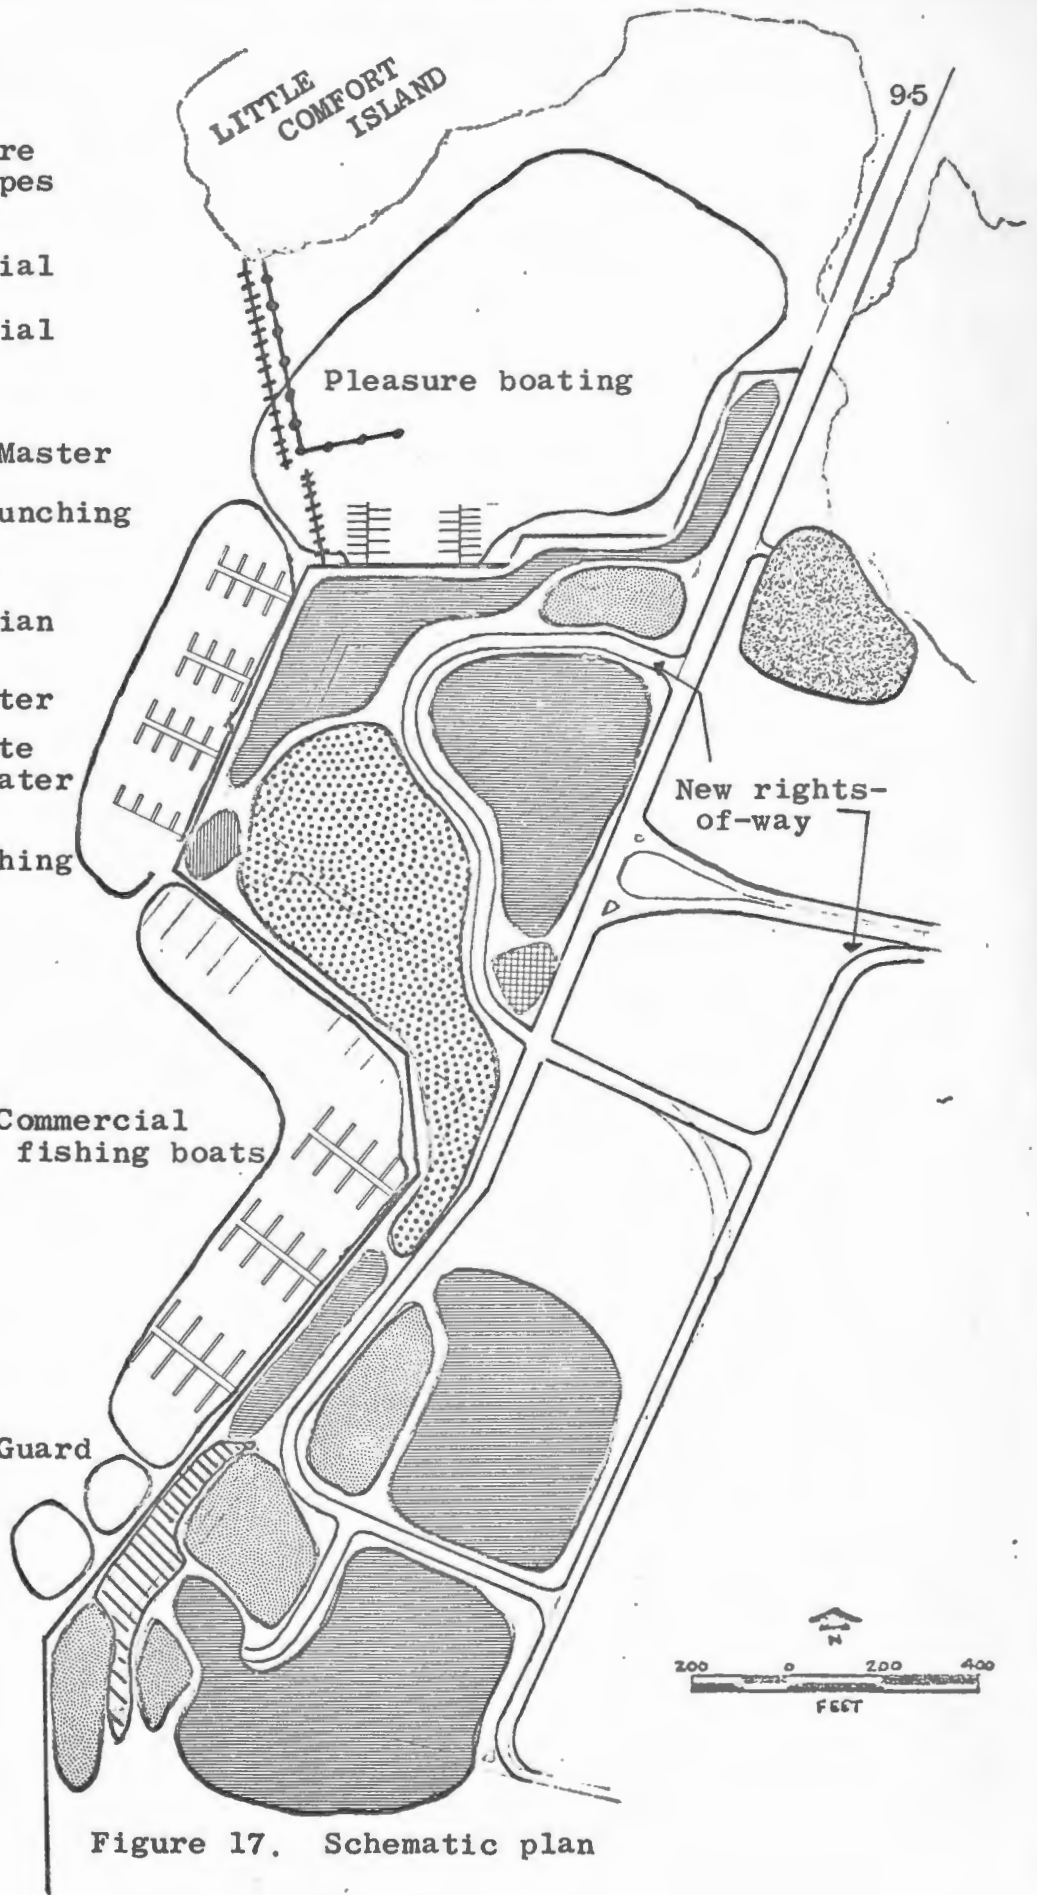 LITTLE
COMFORT
ISLAND
95
re
pes
ial
ial
Pleasure boating
Master
unching
ian
ter
te
ater
hing
New rights-
of-way
Commercial
fishing boats
Guard
N
200 0 200 400
FEET
Figure 17. Schematic plan